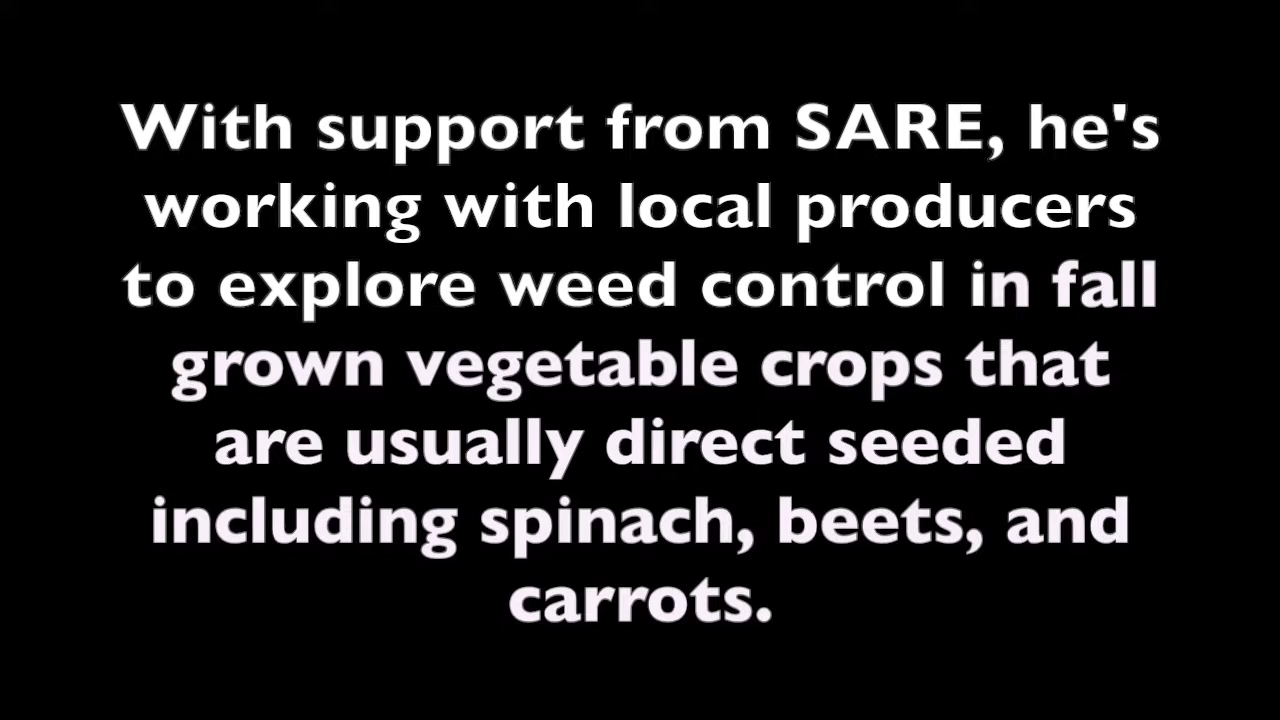 With support from SARE, he's
working with local producers
to explore weed control in fall
grown vegetable crops that
are usually direct seeded
including spinach, beets, and
carrots.